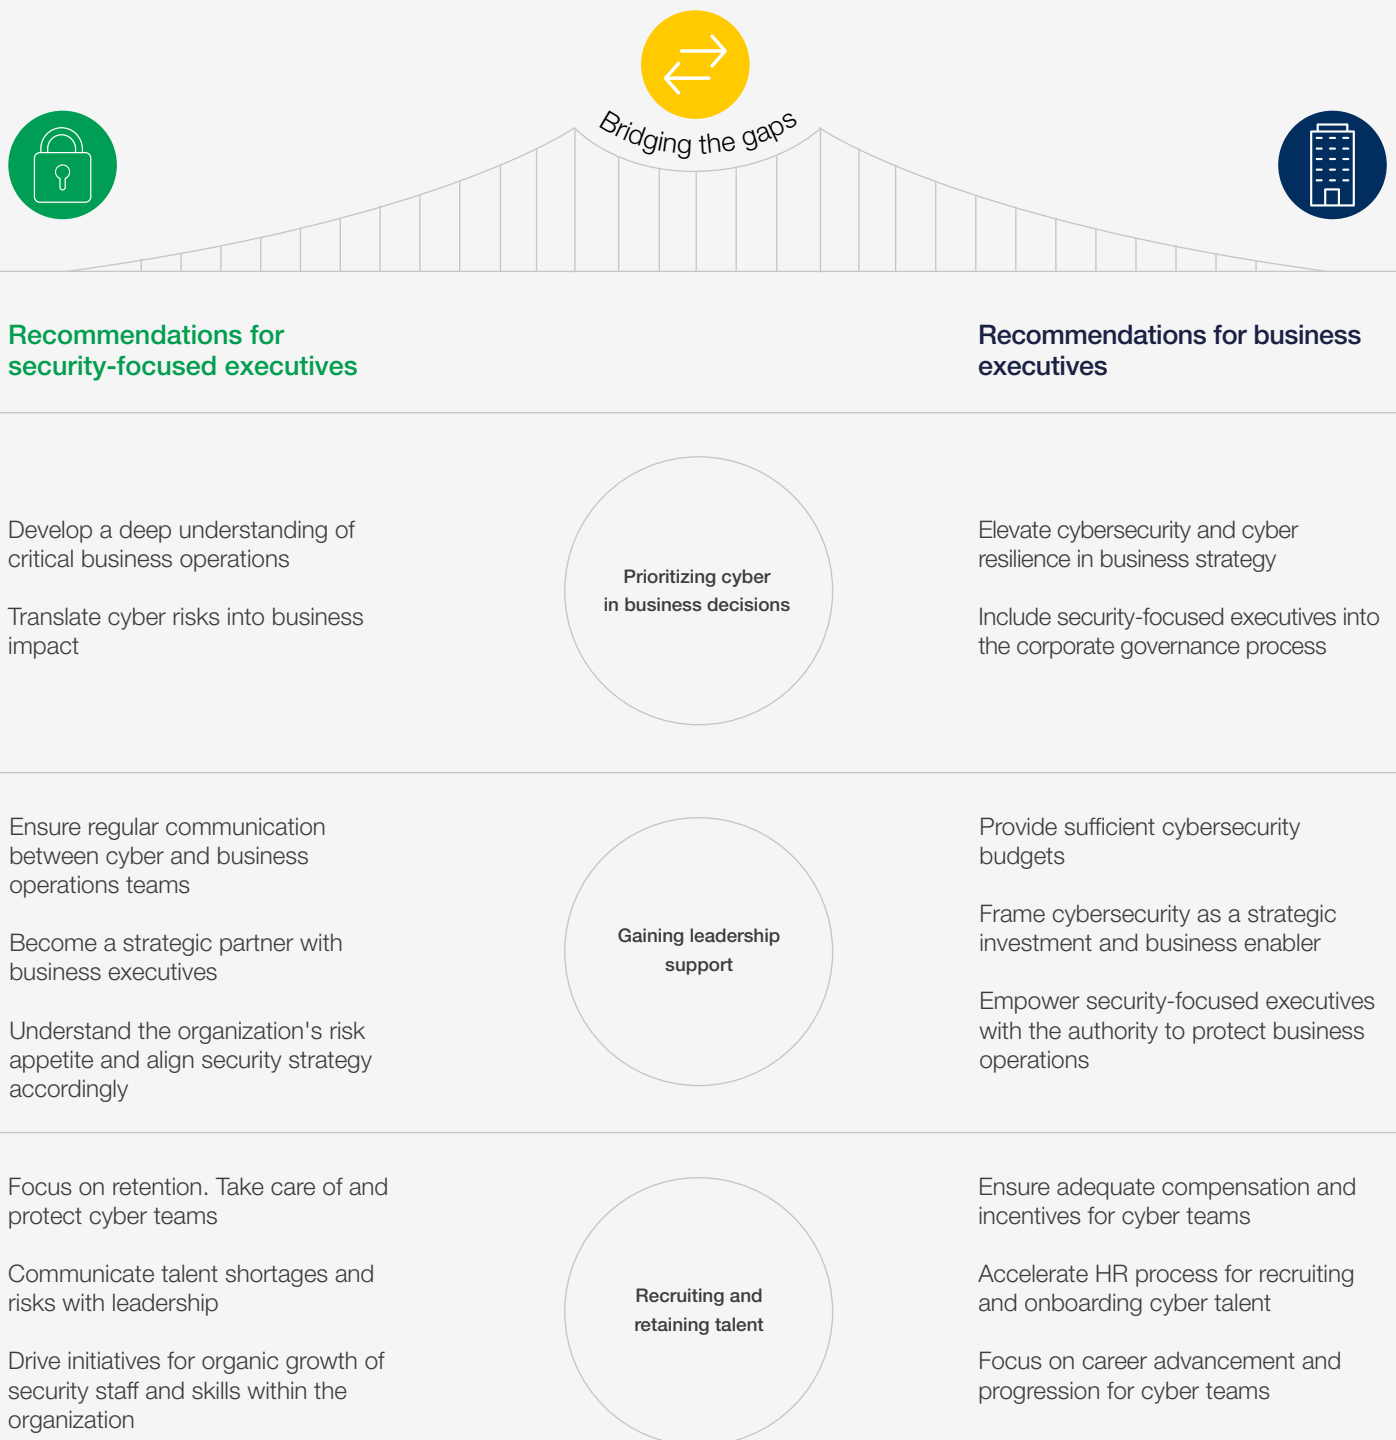 Bridging the gaps
Recommendations for
security-focused executives
Recommendations for business
executives
Develop a deep understanding of
critical business operations
Translate cyber risks into business
impact
Prioritizing cyber
in business decisions
Elevate cybersecurity and cyber
resilience in business strategy
Include security-focused executives into
the corporate governance process
Ensure regular communication
between cyber and business
operations teams
Become a strategic partner with
business executives
Understand the organization's risk
appetite and align security strategy
accordingly
Gaining leadership
support
Provide sufficient cybersecurity
budgets
Frame cybersecurity as a strategic
investment and business enabler
Empower security-focused executives
with the authority to protect business
operations
Focus on retention. Take care of and
protect cyber teams
Communicate talent shortages and
risks with leadership
Drive initiatives for organic growth of
security staff and skills within the
organization
Recruiting and
retaining talent
Ensure adequate compensation and
incentives for cyber teams
Accelerate HR process for recruiting
and onboarding cyber talent
Focus on career advancement and
progression for cyber teams